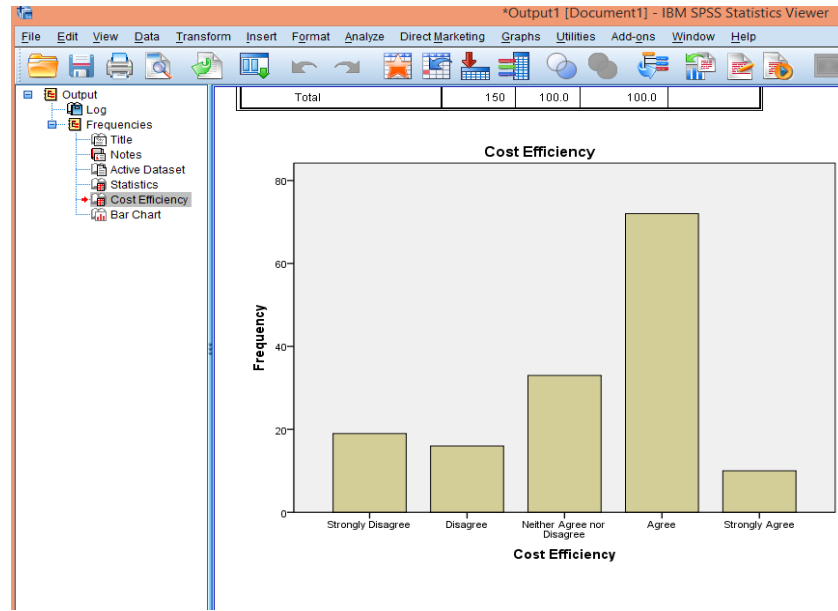 *Output1 [Document1] - IBM SPSS Statistics Viewer
File Edit View Data Transform Insert Format Analyze Direct Marketing Graphs Utilities Add-ons Window Help
Output
Log
Frequencies
Title
Notes
Active Dataset
Statistics
Cost Efficiency
Bar Chart
Total 150 100.0 100.0
Cost Efficiency
80
60
40
20
0
Frequency
Strongly Disagree
Disagree
Neither Agree nor
Disagree
Agree
Strongly Agree
Cost Efficiency